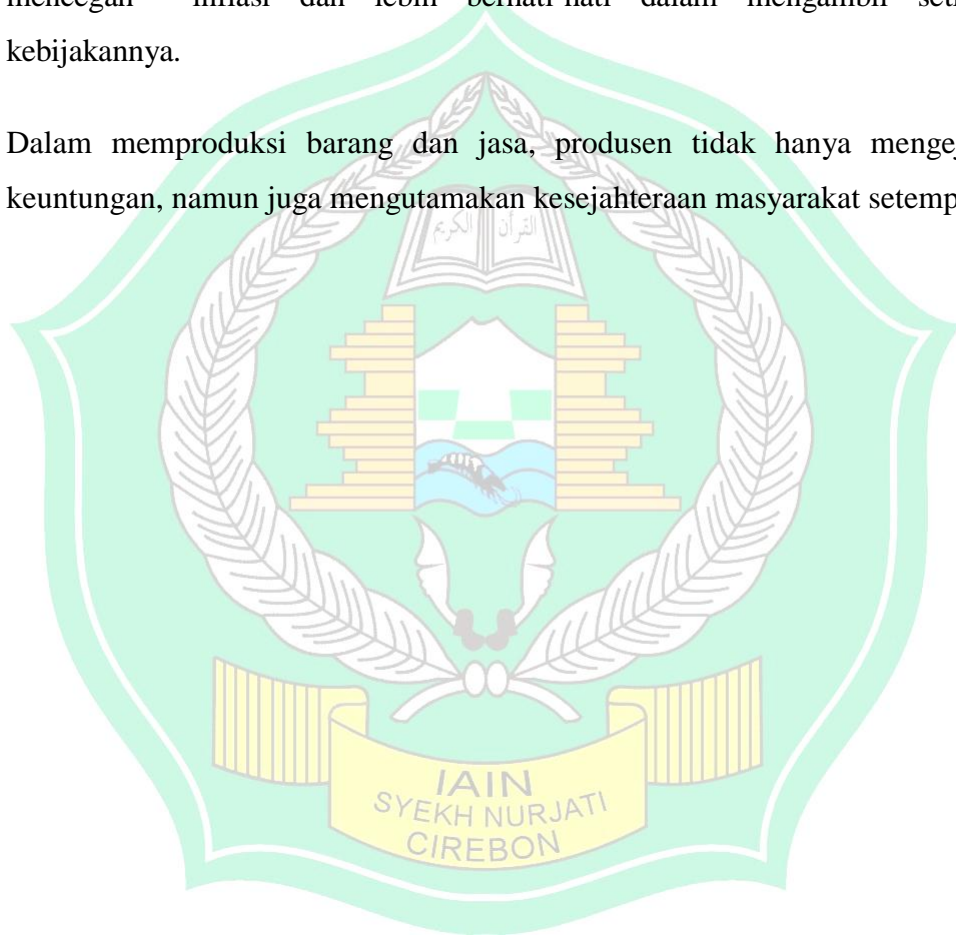 inflasi dan lebih berhati-hati dalam mengambil
kebijakannya.
Dalam memproduksi barang dan jasa, produsen tidak hanya
keuntungan, namun juga mengutamakan kesejahteraan masyarakat
القرآن الكريم
IAIN
SYEKH NURJATI
CIREBON